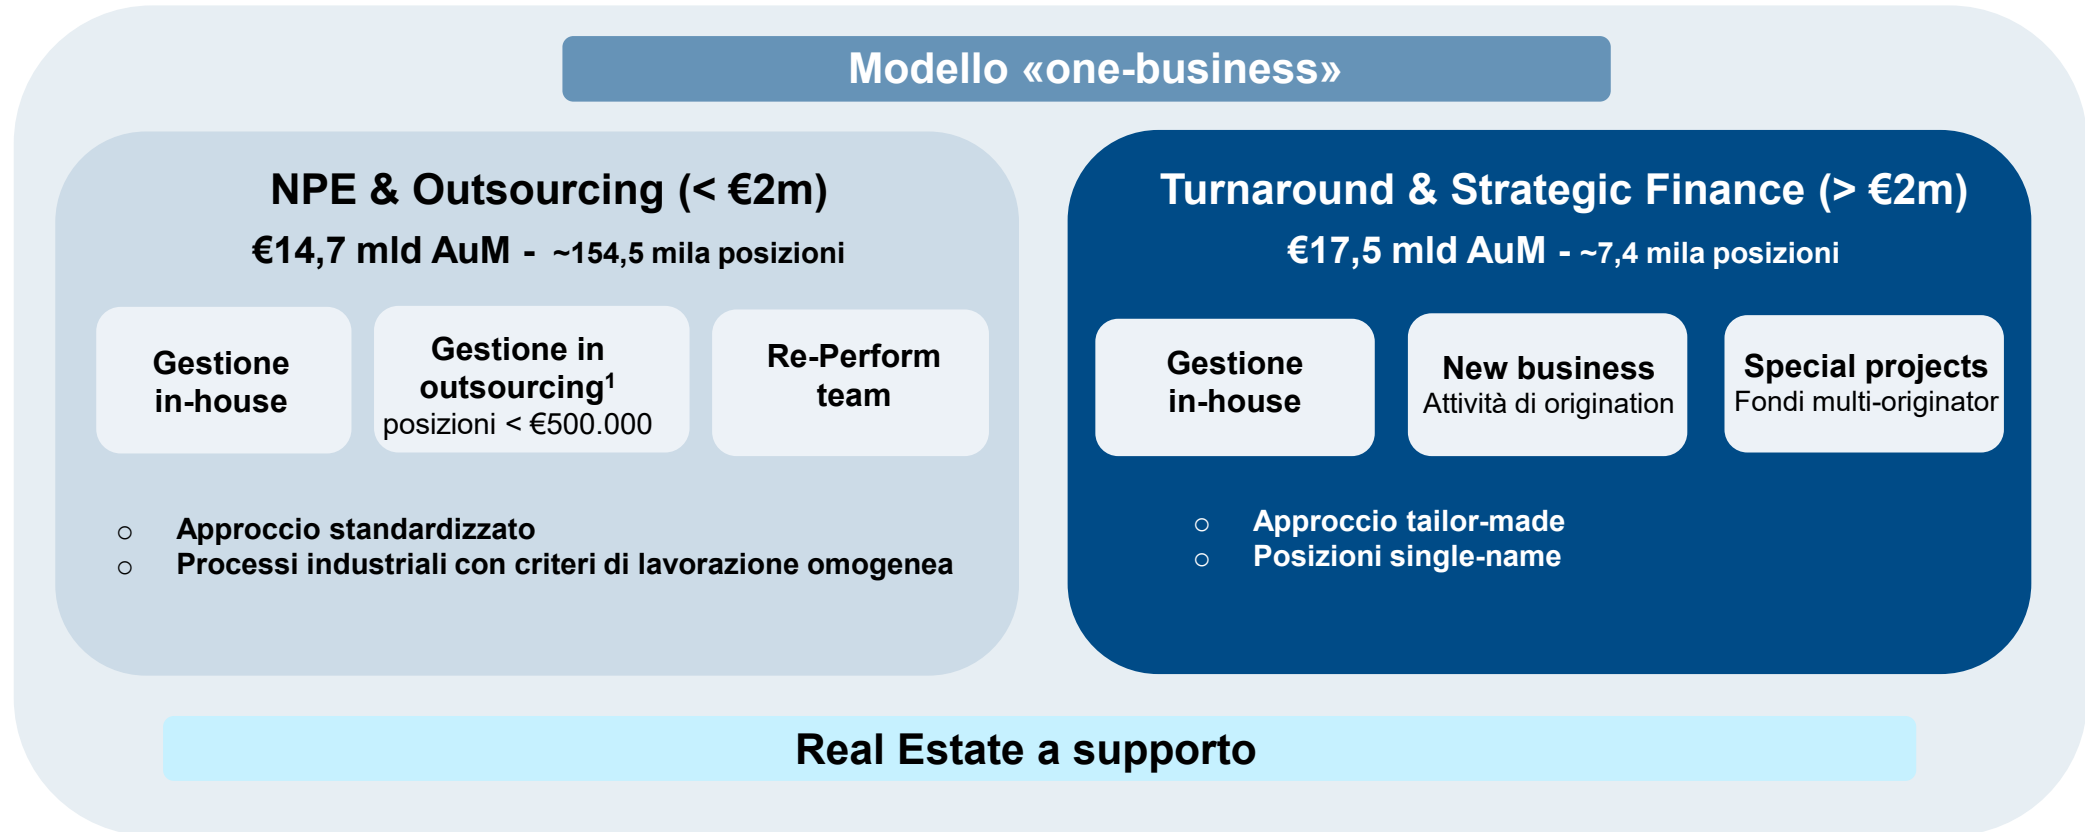 Modello «one-business»
NPE & Outsourcing (< €2m)
€14,7 mld AuM - ~154,5 mila posizioni
Gestione
in-house
Gestione in
outsourcing¹
posizioni < €500.000
Re-Perform
team
o Approccio standardizzato
o Processi industriali con criteri di lavorazione omogenea
Turnaround & Strategic Finance (> €2m)
€17,5 mld AuM - ~7,4 mila posizioni
Gestione
in-house
New business
Attività di origination
Special projects
Fondi multi-originator
o Approccio tailor-made
o Posizioni single-name
Real Estate a supporto